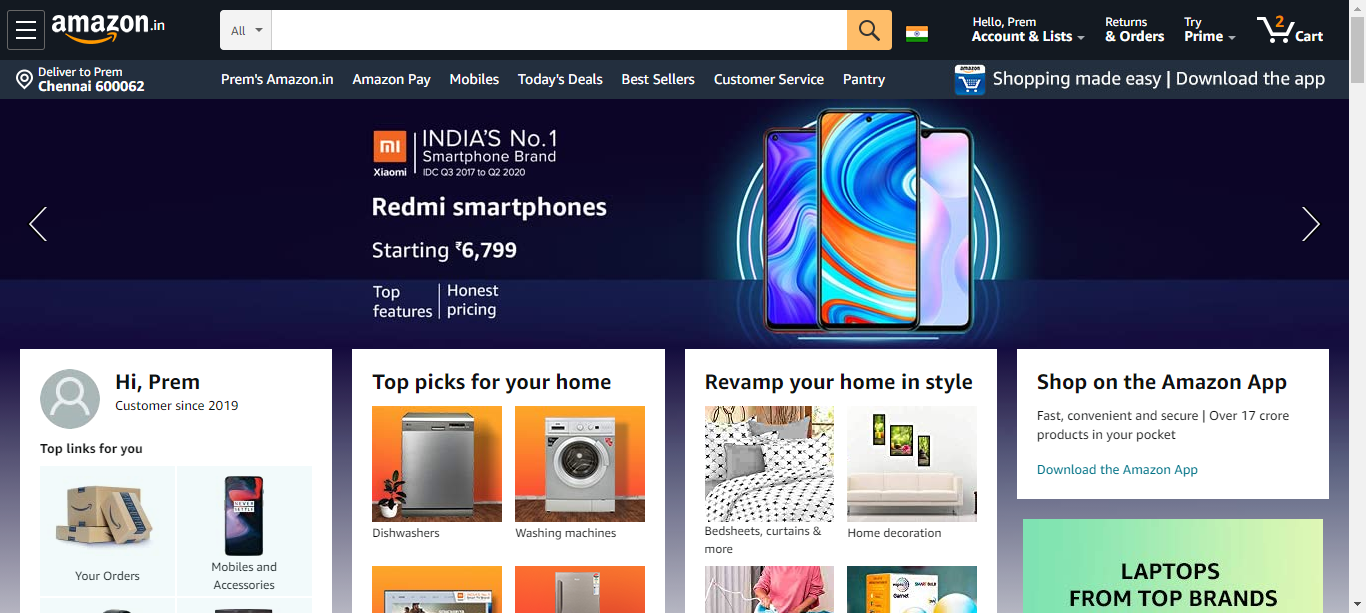 amazon.in
All
Hello, Prem
Account & Lists
Returns
& Orders
Try
Prime
2
Cart
Deliver to Prem
Chennai 600062
Prem's Amazon.in
Amazon Pay
Mobiles
Today's Deals
Best Sellers
Customer Service
Pantry
amazon
Shopping made easy | Download the app
mi
Xiaomi
INDIA'S No.1
Smartphone Brand
IDC Q3 2017 to Q2 2020
Redmi smartphones
Starting ₹6,799
Top
features
Honest
pricing
Hi, Prem
Customer since 2019
Top links for you
Your Orders
NEVER
SETTLE
Mobiles and
Accessories
Top picks for your home
Dishwashers
Washing machines
Revamp your home in style
Bedsheets, curtains &
more
Home decoration
wipro
Garnet
Shop on the Amazon App
Fast, convenient and secure | Over 17 crore
products in your pocket
Download the Amazon App
LAPTOPS
FROM TOP BRANDS